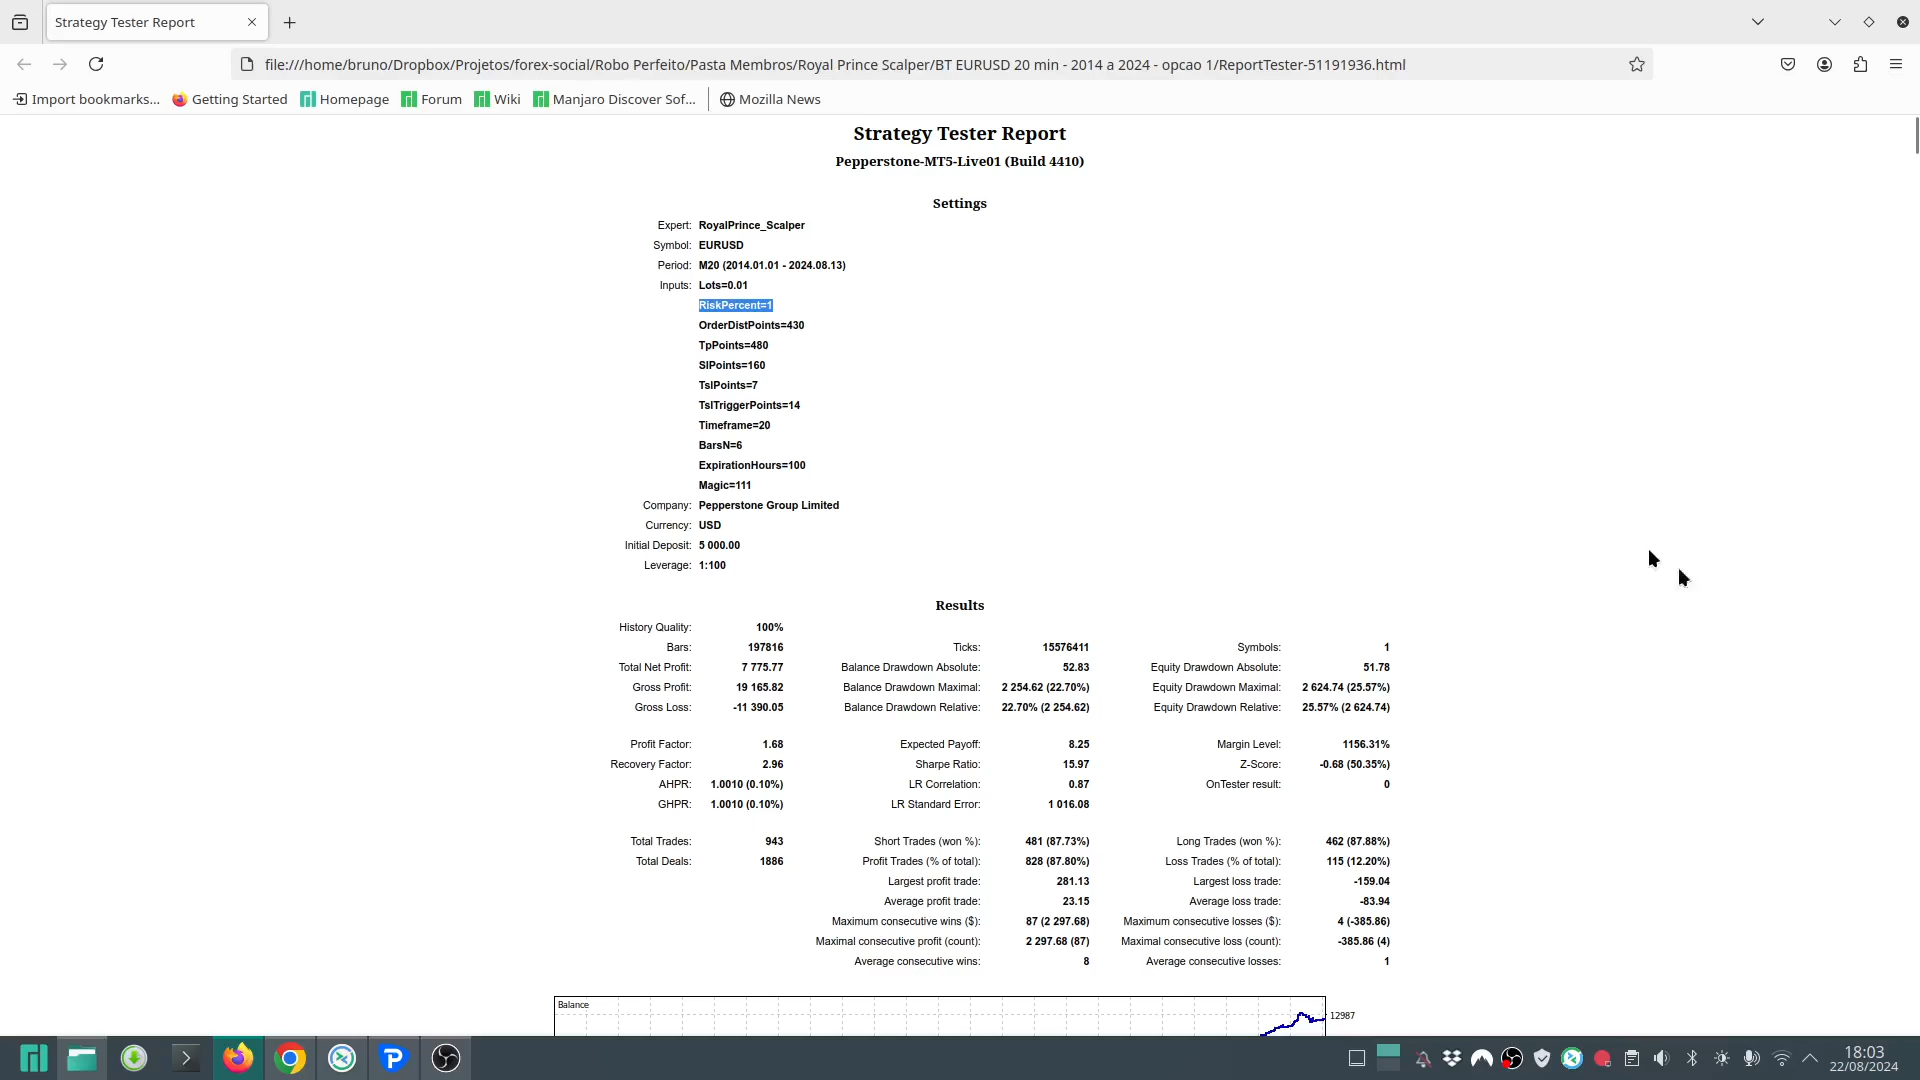 Strategy Tester Report
file:///home/bruno/Dropbox/Projetos/forex-social/Robo Perfeito/Pasta Membros/Royal Prince Scalper/BT EURUSD 20 min - 2014 a 2024 - opcao 1/ReportTester-51191936.html
Import bookmarks... Getting Started Homepage Forum Wiki Manjaro Discover Sof... Mozilla News
Strategy Tester Report
Pepperstone-MT5-Live01 (Build 4410)
Settings
Expert: RoyalPrince_Scalper
Symbol: EURUSD
Period: M20 (2014.01.01 - 2024.08.13)
Inputs: Lots=0.01
RiskPercent=1
OrderDistPoints=430
TpPoints=480
SlPoints=160
TslPoints=7
TslTriggerPoints=14
Timeframe=20
BarsN=6
ExpirationHours=100
Magic=111
Company: Pepperstone Group Limited
Currency: USD
Initial Deposit: 5 000.00
Leverage: 1:100
Results
History Quality: 100%
Bars: 197816 Ticks: 15576411 Symbols: 1
Total Net Profit: 7 775.77 Balance Drawdown Absolute: 52.83 Equity Drawdown Absolute: 51.78
Gross Profit: 19 165.82 Balance Drawdown Maximal: 2 254.62 (22.70%) Equity Drawdown Maximal: 2 624.74 (25.57%)
Gross Loss: -11 390.05 Balance Drawdown Relative: 22.70% (2 254.62) Equity Drawdown Relative: 25.57% (2 624.74)
Profit Factor: 1.68 Expected Payoff: 8.25 Margin Level: 1156.31%
Recovery Factor: 2.96 Sharpe Ratio: 15.97 Z-Score: -0.68 (50.35%)
AHPR: 1.0010 (0.10%) LR Correlation: 0.87 OnTester result: 0
GHPR: 1.0010 (0.10%) LR Standard Error: 1 016.08
Total Trades: 943 Short Trades (won %): 481 (87.73%) Long Trades (won %): 462 (87.88%)
Total Deals: 1886 Profit Trades (% of total): 828 (87.80%) Loss Trades (% of total): 115 (12.20%)
Largest profit trade: 281.13 Largest loss trade: -159.04
Average profit trade: 23.15 Average loss trade: -83.94
Maximum consecutive wins ($): 87 (2 297.68) Maximum consecutive losses ($): 4 (-385.86)
Maximal consecutive profit (count): 2 297.68 (87) Maximal consecutive loss (count): -385.86 (4)
Average consecutive wins: 8 Average consecutive losses: 1
Balance
12987
18:03
22/08/2024